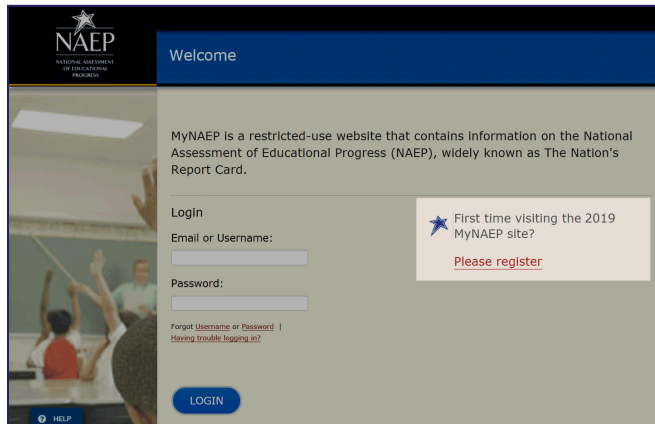 NAEP
NATIONAL ASSESSMENT
OF EDUCATIONAL
PROGRESS
Welcome
MyNAEP is a restricted-use website that contains information on the National
Assessment of Educational Progress (NAEP), widely known as The Nation's
Report Card.
Login
Email or Username:
Password:
Forgot Username or Password |
Having trouble logging in?
LOGIN
First time visiting the 2019
MyNAEP site?
Please register
HELP